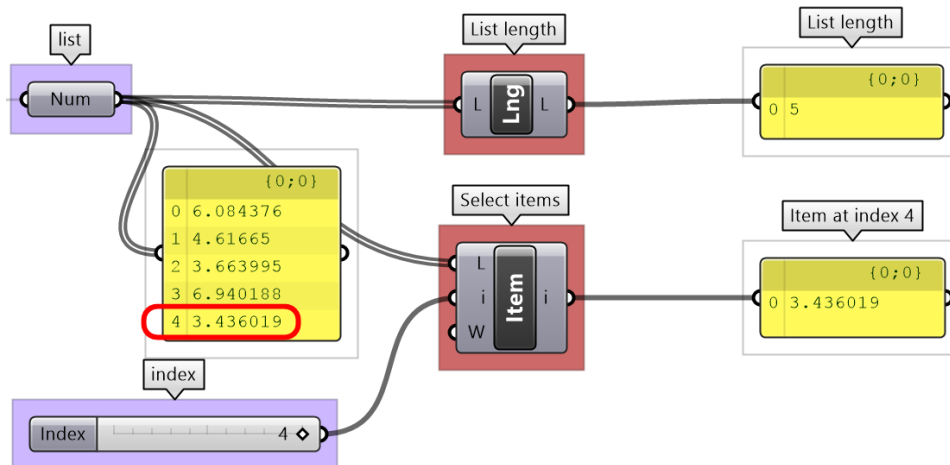 list
Num
List length
L Lng L
List length
{0;0}
0 5
{0;0}
0 6.084376
1 4.61665
2 3.663995
3 6.940188
4 3.436019
Select items
L
i
W
Item
i
Item at index 4
{0;0}
0 3.436019
index
Index 4